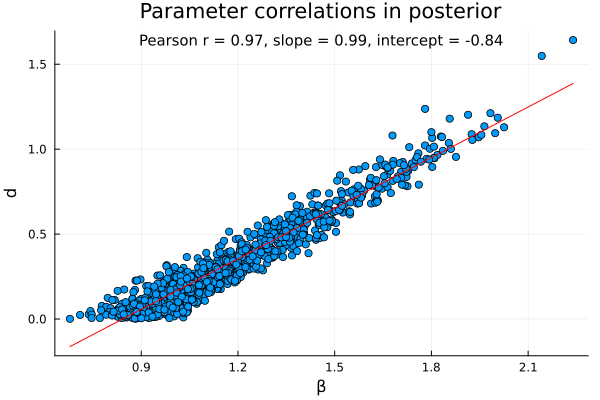 Parameter correlations in posterior
Pearson r = 0.97, slope = 0.99, intercept = -0.84
1.5
1.0
d
0.5
0.0
0.9 1.2 1.5 1.8 2.1
β